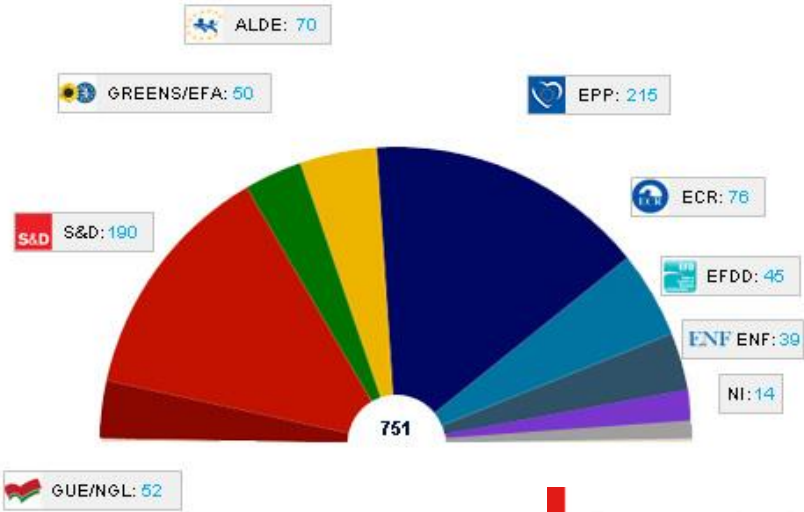 ALDE: 70
GREENS/EFA: 50
EPP: 215
ECR: 76
S&D S&D: 190
EFDD: 45
ENF ENF: 39
NI: 14
751
GUE/NGL: 52